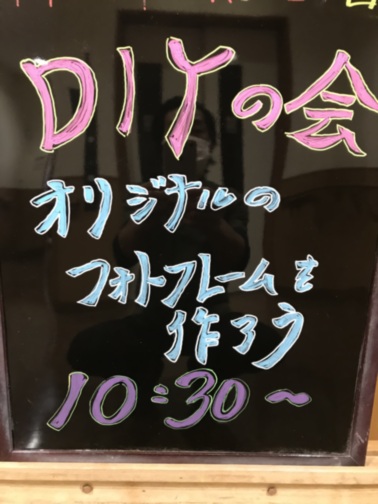 DIYの会
オリジナルの
フォトフレームを
作ろう
10:30~